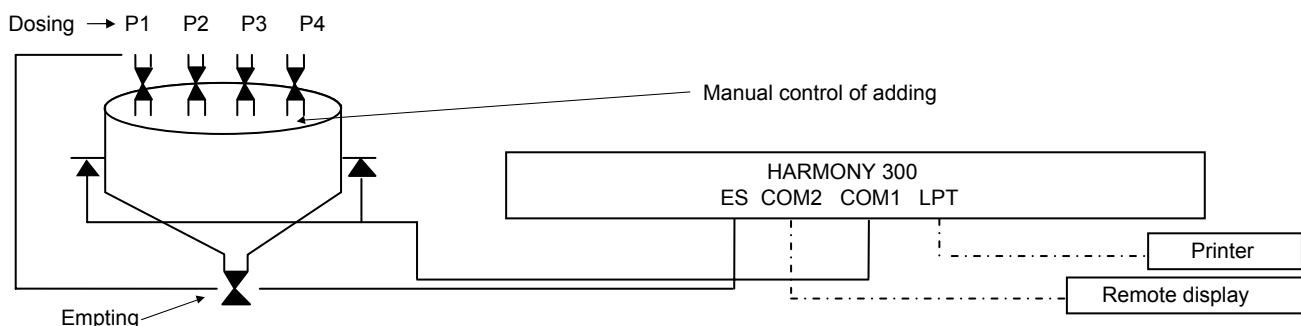 Dosing P1 P2 P3 P4
Manual control of adding
HARMONY 300
ES COM2 COM1 LPT
Printer
Remote display
Empting